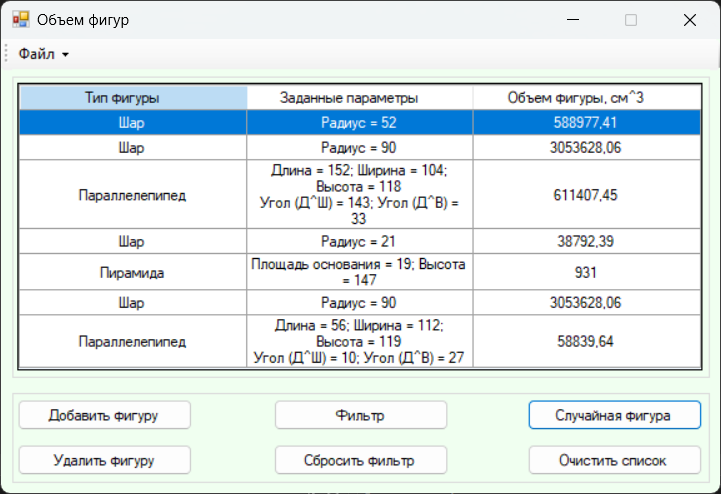 Объем фигур
Файл
Тип фигуры Заданные параметры Объем фигуры, см^3
Шар Радиус = 52 588977,41
Шар Радиус = 90 3053628,06
Параллелепипед Длина = 152; Ширина = 104;
Высота = 118
Угол (Д^Ш) = 143; Угол (Д^В) =
33 611407,45
Шар Радиус = 21 38792,39
Пирамида Площадь основания = 19; Высота
= 147 931
Шар Радиус = 90 3053628,06
Параллелепипед Длина = 56; Ширина = 112;
Высота = 119
Угол (Д^Ш) = 10; Угол (Д^В) = 27 58839,64
Добавить фигуру Фильтр Случайная фигура
Удалить фигуру Сбросить фильтр Очистить список